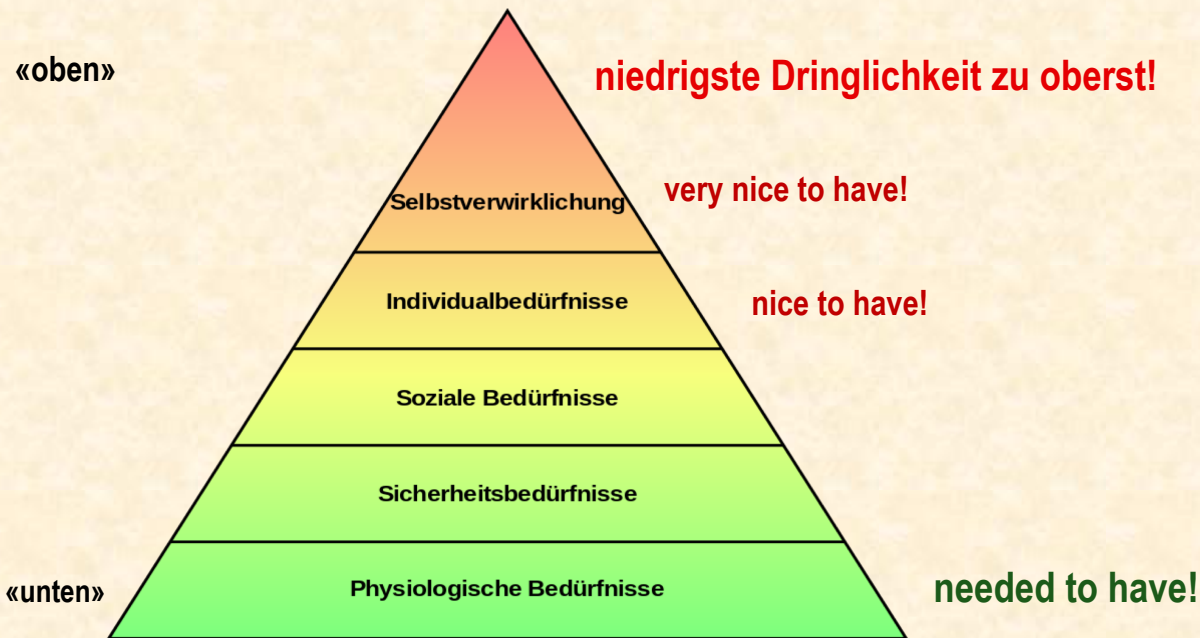 «oben»
niedrigste Dringlichkeit zu oberst!
very nice to have!
Selbstverwirklichung
Individualbedürfnisse
nice to have!
Soziale Bedürfnisse
Sicherheitsbedürfnisse
«unten»
Physiologische Bedürfnisse
needed to have!